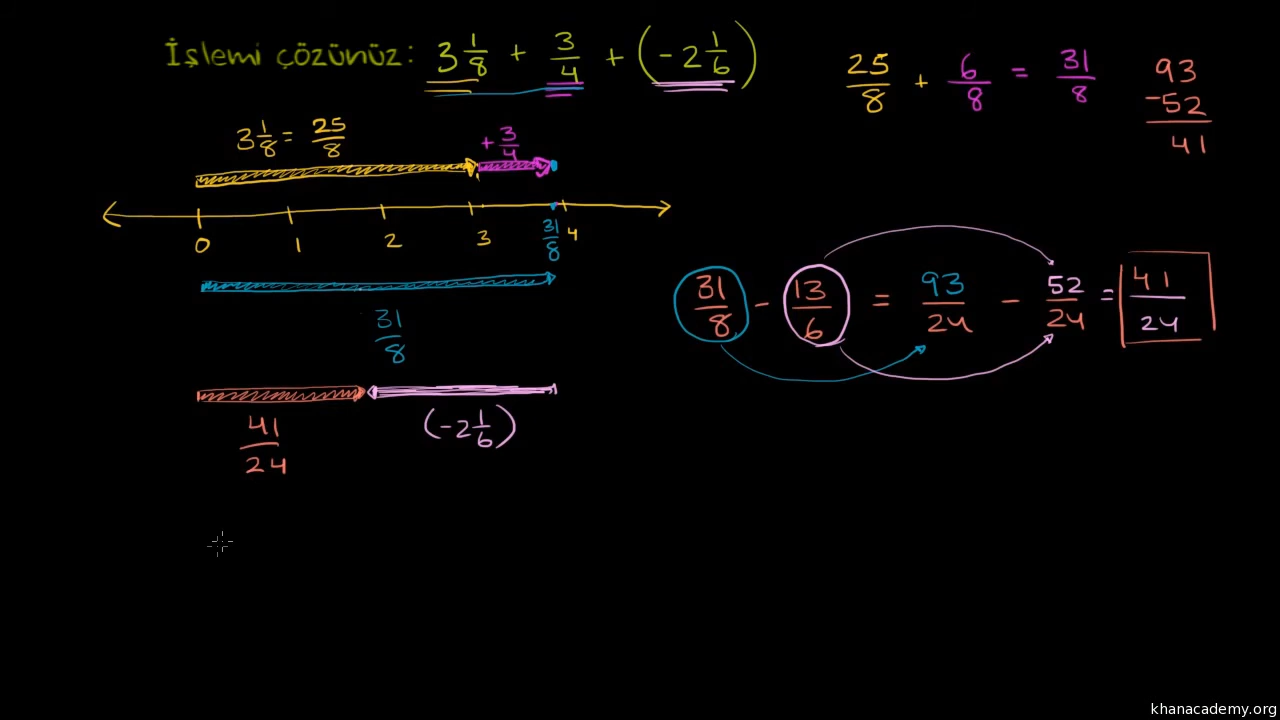 İşlemi çözünüz: 3 1/8 + 3/4 + (-2 1/6)
25/8 + 6/8 = 31/8
93
-52
41
3 1/8 = 25/8
+ 3/4
0 1 2 3 31/8 4
31/8
31/8 - 13/6 = 93/24 - 52/24 = 41/24
41/24
(-2 1/6)
khanacademy.org